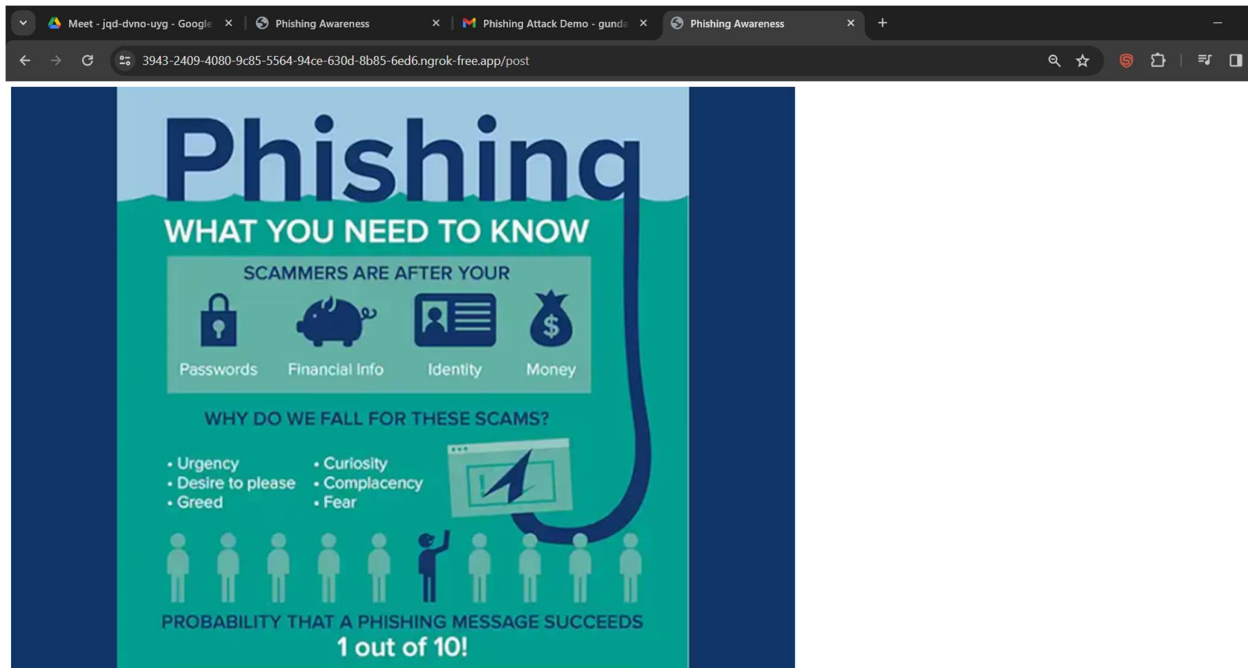 Meet - jqd-dvno-uyg - Google
Phishing Awareness
Phishing Attack Demo - gunda
Phishing Awareness
3943-2409-4080-9c85-5564-94ce-630d-8b85-6ed6.ngrok-free.app/post
Phishing
WHAT YOU NEED TO KNOW
SCAMMERS ARE AFTER YOUR
$
Passwords Financial Info Identity Money
WHY DO WE FALL FOR THESE SCAMS?
• Urgency • Curiosity
• Desire to please • Complacency
• Greed • Fear
PROBABILITY THAT A PHISHING MESSAGE SUCCEEDS
1 out of 10!